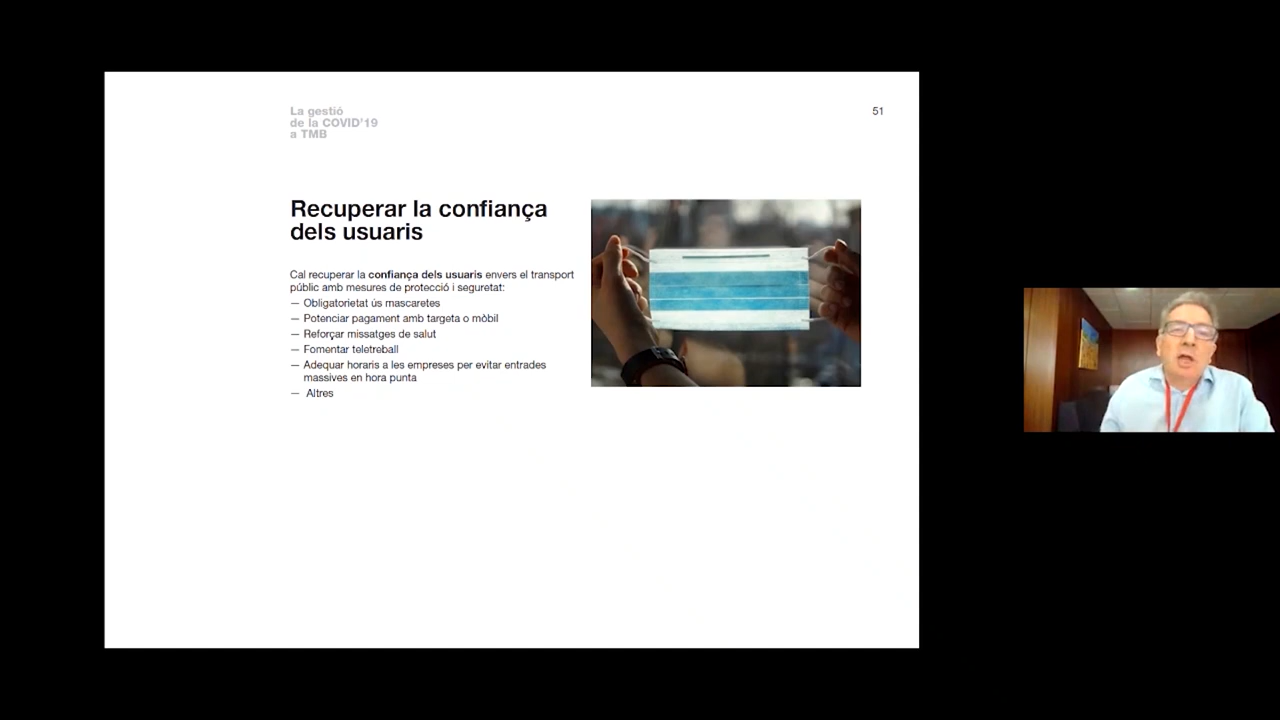 La gestió
de la COVID'19
a TMB
51
Recuperar la confiança
dels usuaris
Cal recuperar la confiança dels usuaris envers el transport
públic amb mesures de protecció i seguretat:
— Obligatorietat ús mascaretes
— Potenciar pagament amb targeta o mòbil
— Reforçar missatges de salut
— Fomentar teletreball
— Adequar horaris a les empreses per evitar entrades
massives en hora punta
— Altres